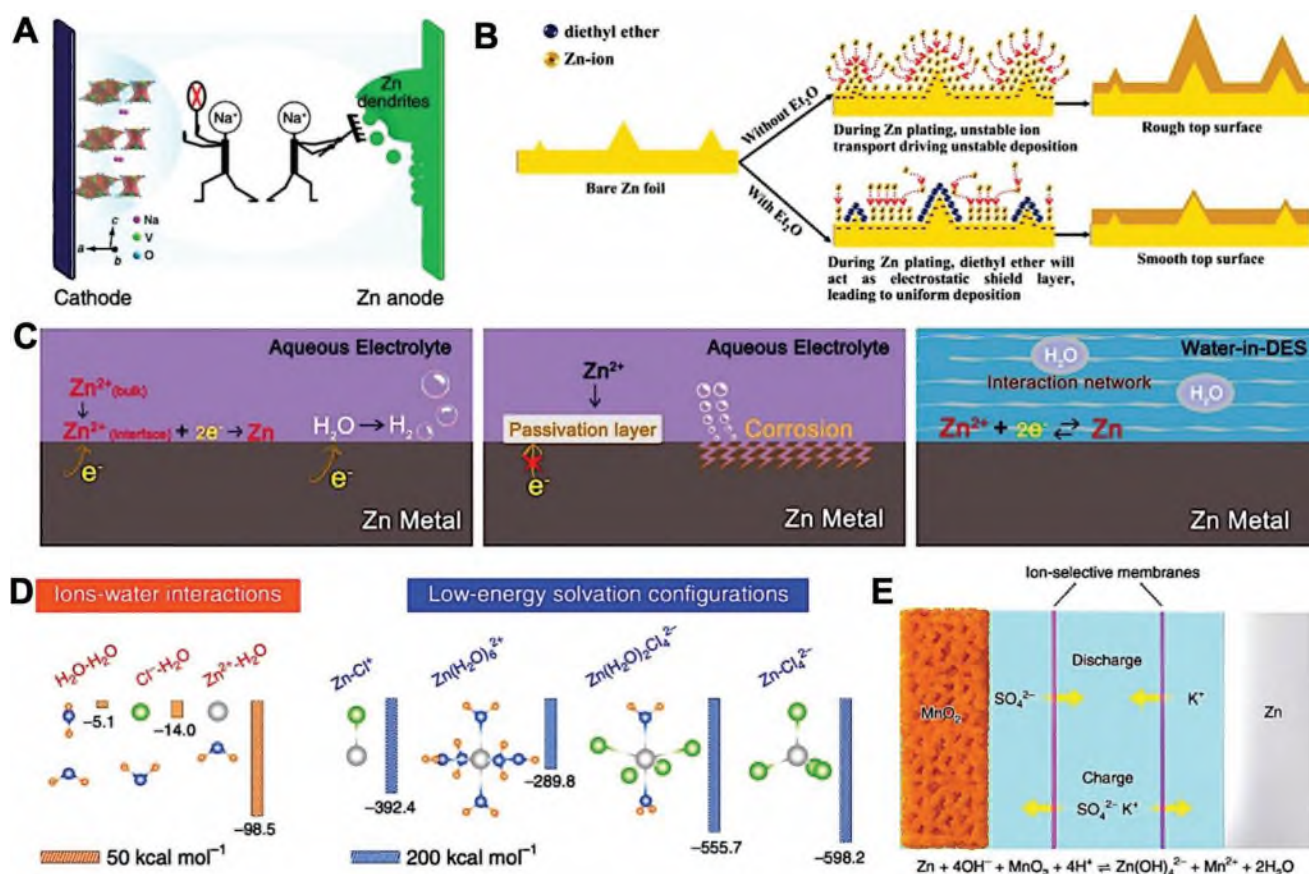 A
Zn
dendrites
Na⁺
Na⁺
Na
V
O
c
a
b
Cathode
Zn anode
B
diethyl ether
Zn-ion
Bare Zn foil
Without Et₂O
With Et₂O
During Zn plating, unstable ion
transport driving unstable deposition
Rough top surface
During Zn plating, diethyl ether will
act as electrostatic shield layer,
leading to uniform deposition
Smooth top surface
C
Aqueous Electrolyte
Zn²⁺(bulk)
Zn²⁺(interface) + 2e⁻ → Zn
H₂O → H₂
e⁻
e⁻
Zn Metal
Aqueous Electrolyte
Zn²⁺
Passivation layer
Corrosion
e⁻
Zn Metal
Water-in-DES
H₂O
Interaction network
H₂O
Zn²⁺ + 2e⁻ ⇄ Zn
Zn Metal
D
Ions-water interactions
H₂O-H₂O
Cl⁻-H₂O
Zn²⁺-H₂O
−5.1
−14.0
−98.5
50 kcal mol⁻¹
Low-energy solvation configurations
Zn-Cl⁺
Zn(H₂O)₆²⁺
Zn(H₂O)₂Cl₄²⁻
Zn-Cl₄²⁻
−392.4
−289.8
−555.7
−598.2
200 kcal mol⁻¹
E
Ion-selective membranes
Discharge
SO₄²⁻
K⁺
MnO₂
Zn
Charge
SO₄²⁻ K⁺
Zn + 4OH⁻ + MnO₂ + 4H⁺ ⇌ Zn(OH)₄²⁻ + Mn²⁺ + 2H₂O